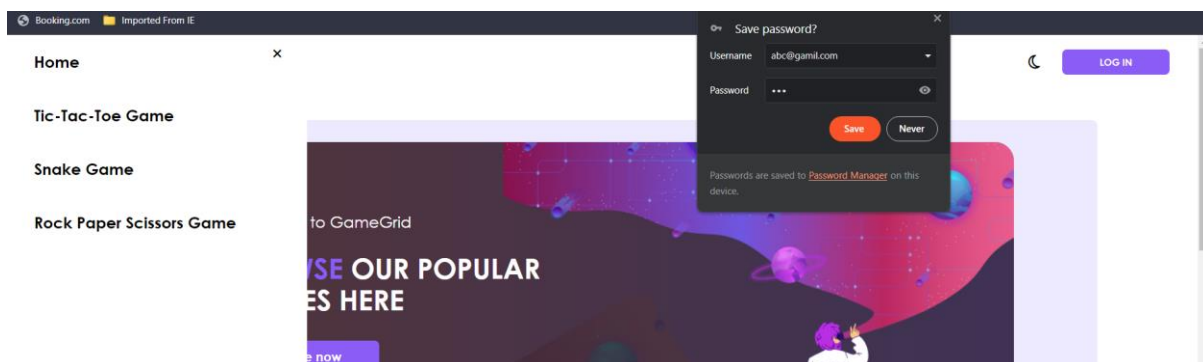 Booking.com Imported From IE
Home
×
Tic-Tac-Toe Game
Snake Game
Rock Paper Scissors Game
to GameGrid
OUR POPULAR
HERE
now
Save password?
×
Username abc@gamil.com
Password •••
Save Never
Passwords are saved to Password Manager on this
device.
LOG IN